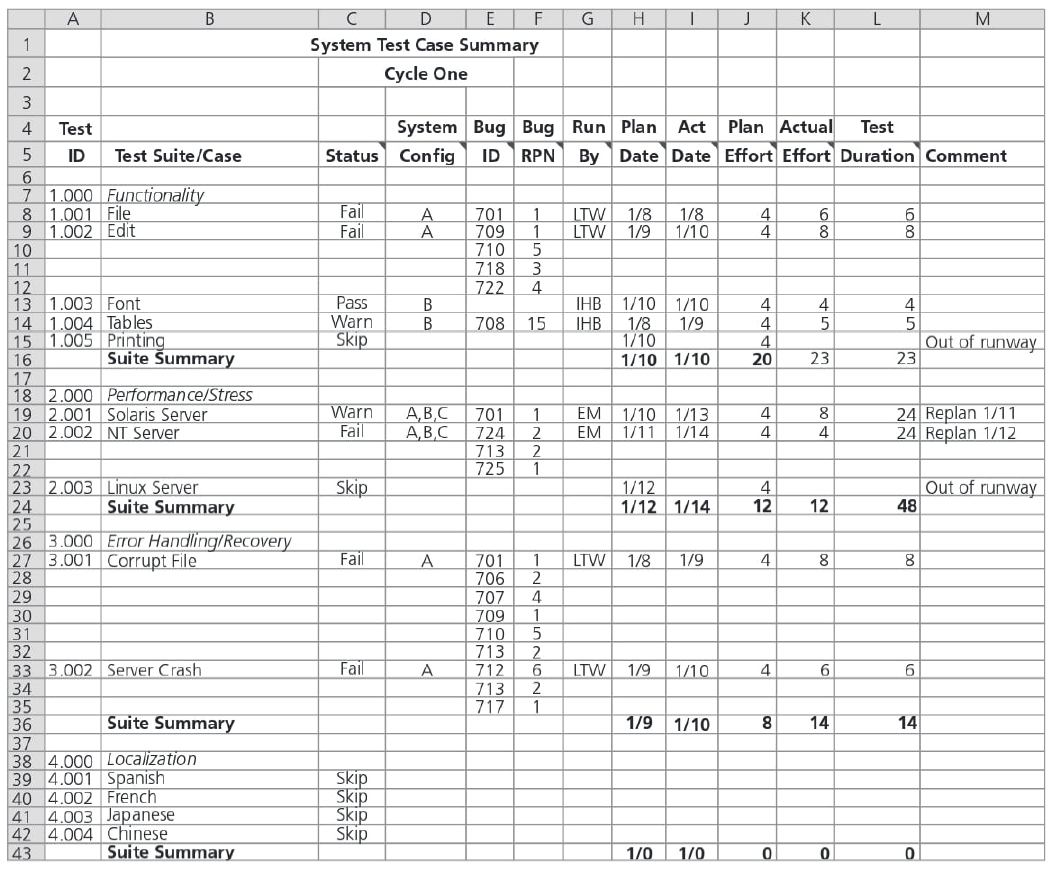 A B C D E F G H I J K L M
1 System Test Case Summary
2 Cycle One
3
4 Test System Bug Bug Run Plan Act Plan Actual Test
5 ID Test Suite/Case Status Config ID RPN By Date Date Effort Effort Duration Comment
6
7 1.000 Functionality
8 1.001 File Fail A 701 1 LTW 1/8 1/8 4 6 6
9 1.002 Edit Fail A 709 1 LTW 1/9 1/10 4 8 8
10 710 5
11 718 3
12 722 4
13 1.003 Font Pass B IHB 1/10 1/10 4 4 4
14 1.004 Tables Warn B 708 15 IHB 1/8 1/9 4 5 5
15 1.005 Printing Skip 1/10 4 Out of runway
16 Suite Summary 1/10 1/10 20 23 23
17
18 2.000 Performance/Stress
19 2.001 Solaris Server Warn A,B,C 701 1 EM 1/10 1/13 4 8 24 Replan 1/11
20 2.002 NT Server Fail A,B,C 724 2 EM 1/11 1/14 4 4 24 Replan 1/12
21 713 2
22 725 1
23 2.003 Linux Server Skip 1/12 4 Out of runway
24 Suite Summary 1/12 1/14 12 12 48
25
26 3.000 Error Handling/Recovery
27 3.001 Corrupt File Fail A 701 1 LTW 1/8 1/9 4 8 8
28 706 2
29 707 4
30 709 1
31 710 5
32 713 2
33 3.002 Server Crash Fail A 712 6 LTW 1/9 1/10 4 6 6
34 713 2
35 717 1
36 Suite Summary 1/9 1/10 8 14 14
37
38 4.000 Localization
39 4.001 Spanish Skip
40 4.002 French Skip
41 4.003 Japanese Skip
42 4.004 Chinese Skip
43 Suite Summary 1/0 1/0 0 0 0